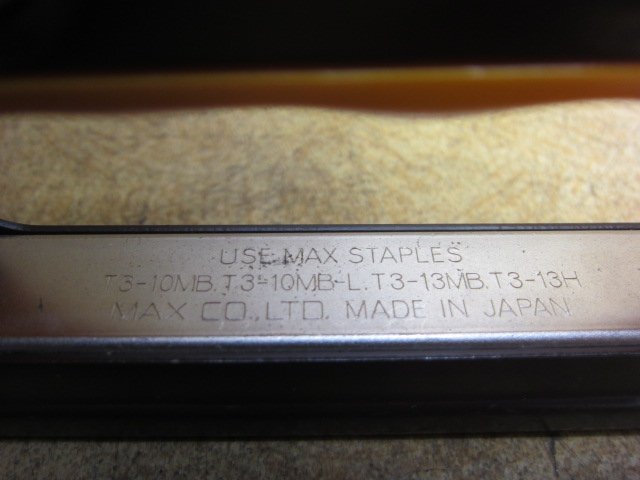 USE MAX STAPLES
T3-10MB.T3-10MB-L.T3-13MB.T3-13H
MAX CO.,LTD. MADE IN JAPAN